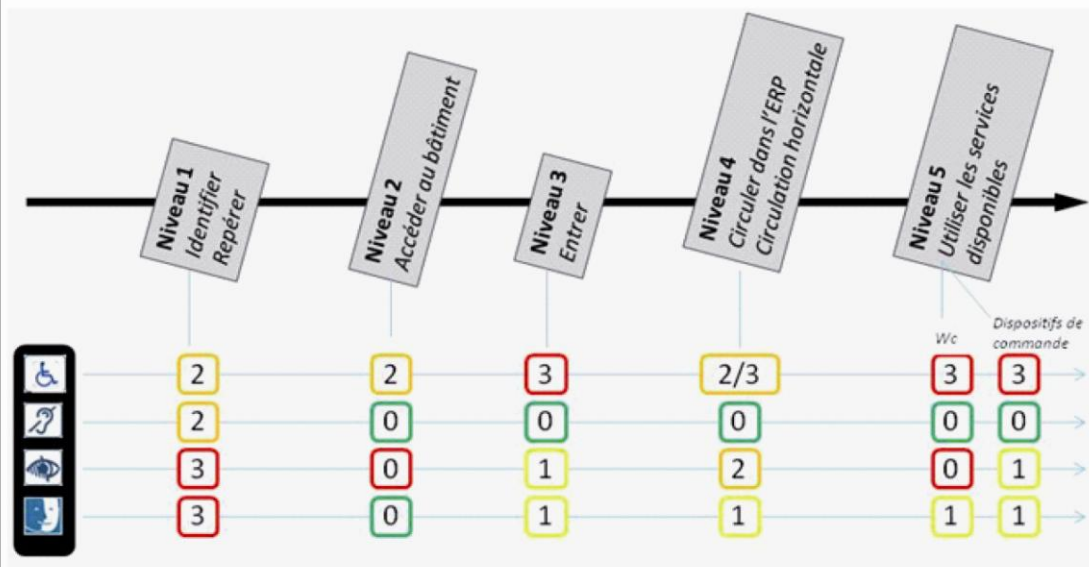 Niveau 1
Identifier
Repérer
Niveau 2
Accéder au bâtiment
Niveau 3
Entrer
Niveau 4
Circuler dans l'ERP
Circulation horizontale
Niveau 5
Utiliser les services
disponibles
Wc
Dispositifs de
commande
2 2 3 2/3 3 3
2 0 0 0 0 0
3 0 1 2 0 1
3 0 1 1 1 1